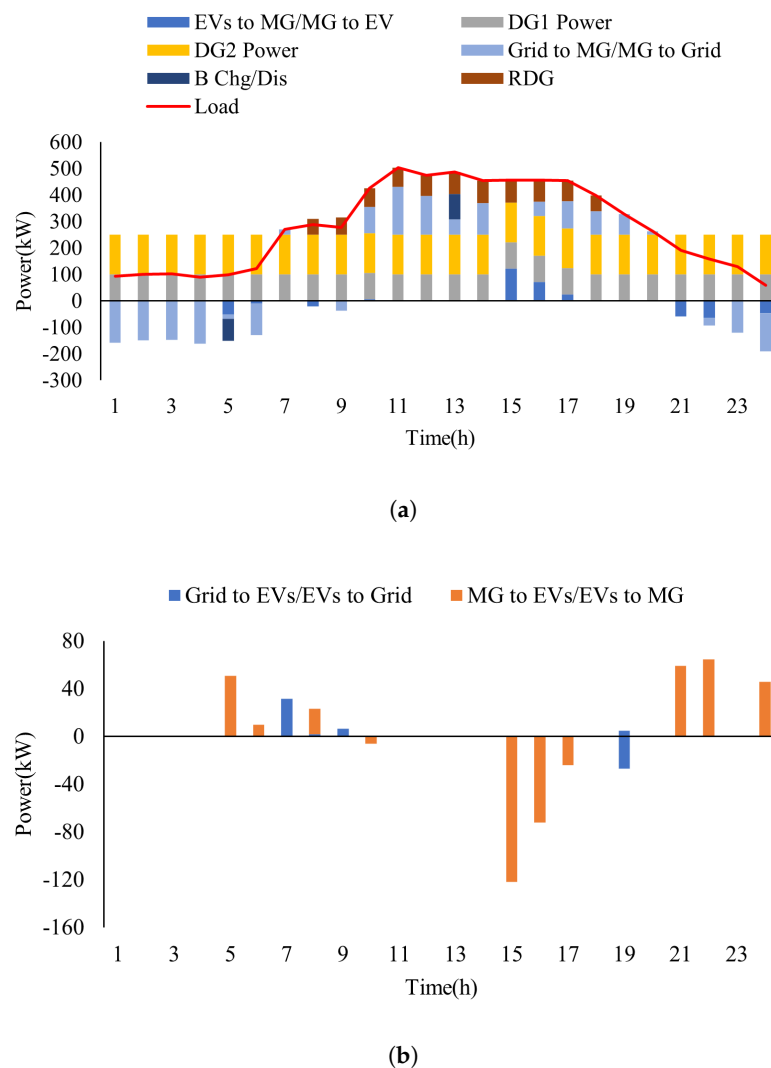 EVs to MG/MG to EV DG1 Power
DG2 Power Grid to MG/MG to Grid
B Chg/Dis RDG
Load
600
500
400
300
200
100
0
-100
-200
-300
Power(kW)
1 3 5 7 9 11 13 15 17 19 21 23
Time(h)
(a)
Grid to EVs/EVs to Grid MG to EVs/EVs to MG
80
40
0
-40
-80
-120
-160
Power(kW)
1 3 5 7 9 11 13 15 17 19 21 23
Time(h)
(b)